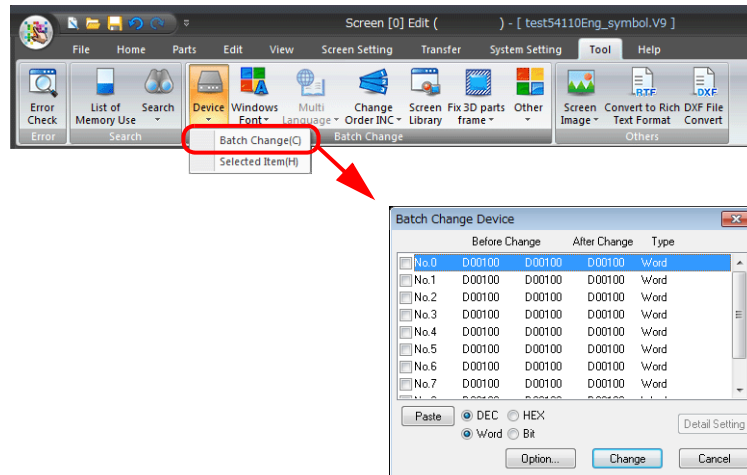 Screen [0] Edit ( ) - [ test54110Eng_symbol.V9 ]
File Home Parts Edit View Screen Setting Transfer System Setting Tool Help
Error Check
List of Memory Use
Search
Device
Windows Font
Multi Language
Change Order INC
Screen Library
Fix 3D parts frame
Other
Screen Image
RTF
Convert to Rich Text Format
DXF
DXF File Convert
Error Search Batch Change Others
Batch Change(C)
Selected Item(H)
Batch Change Device
Before Change After Change Type
No.0 D00100 D00100 D00100 Word
No.1 D00100 D00100 D00100 Word
No.2 D00100 D00100 D00100 Word
No.3 D00100 D00100 D00100 Word
No.4 D00100 D00100 D00100 Word
No.5 D00100 D00100 D00100 Word
No.6 D00100 D00100 D00100 Word
No.7 D00100 D00100 D00100 Word
Paste DEC HEX
Word Bit
Detail Setting
Option... Change Cancel